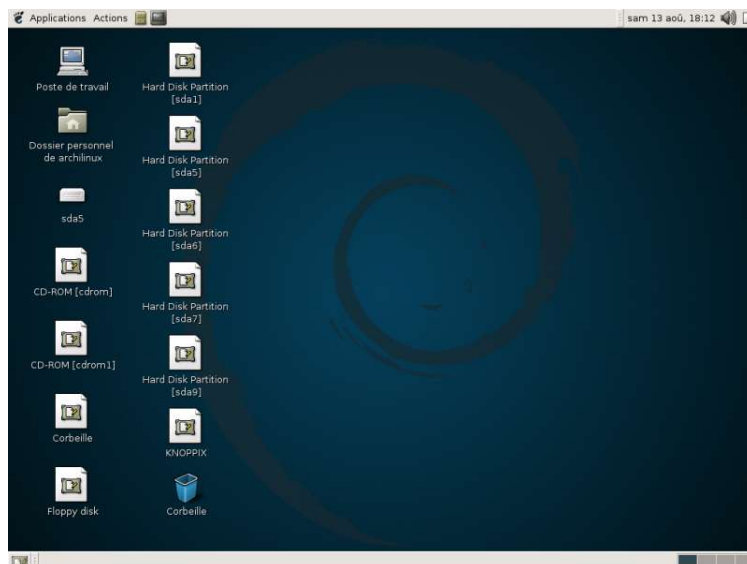 Applications Actions
sam 13 aoû, 18:12
Poste de travail
Dossier personnel
de archilinux
sda5
CD-ROM [cdrom]
CD-ROM [cdrom1]
Corbeille
Floppy disk
Hard Disk Partition
[sda1]
Hard Disk Partition
[sda5]
Hard Disk Partition
[sda6]
Hard Disk Partition
[sda7]
Hard Disk Partition
[sda9]
KNOPPIX
Corbeille